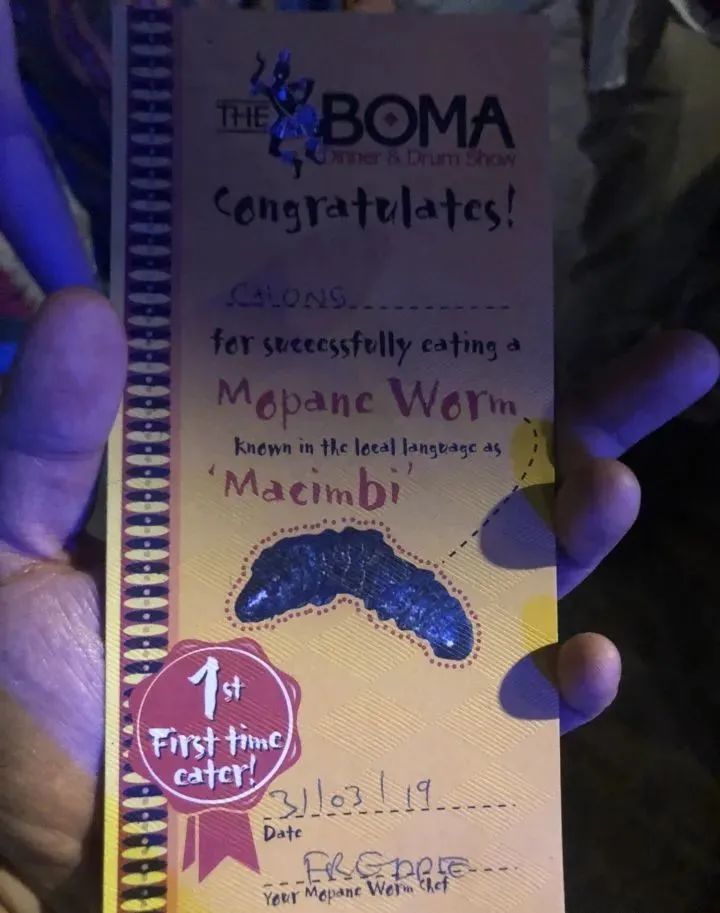 THE BOMA
Dinner & Drum Show
Congratulates!
for successfully eating a
Mopane Worm
Known in the local language as
'Macimbi'
1st
First time
eater!
31/03/19
Date
FREDDIE
Your Mopane Worm Chef